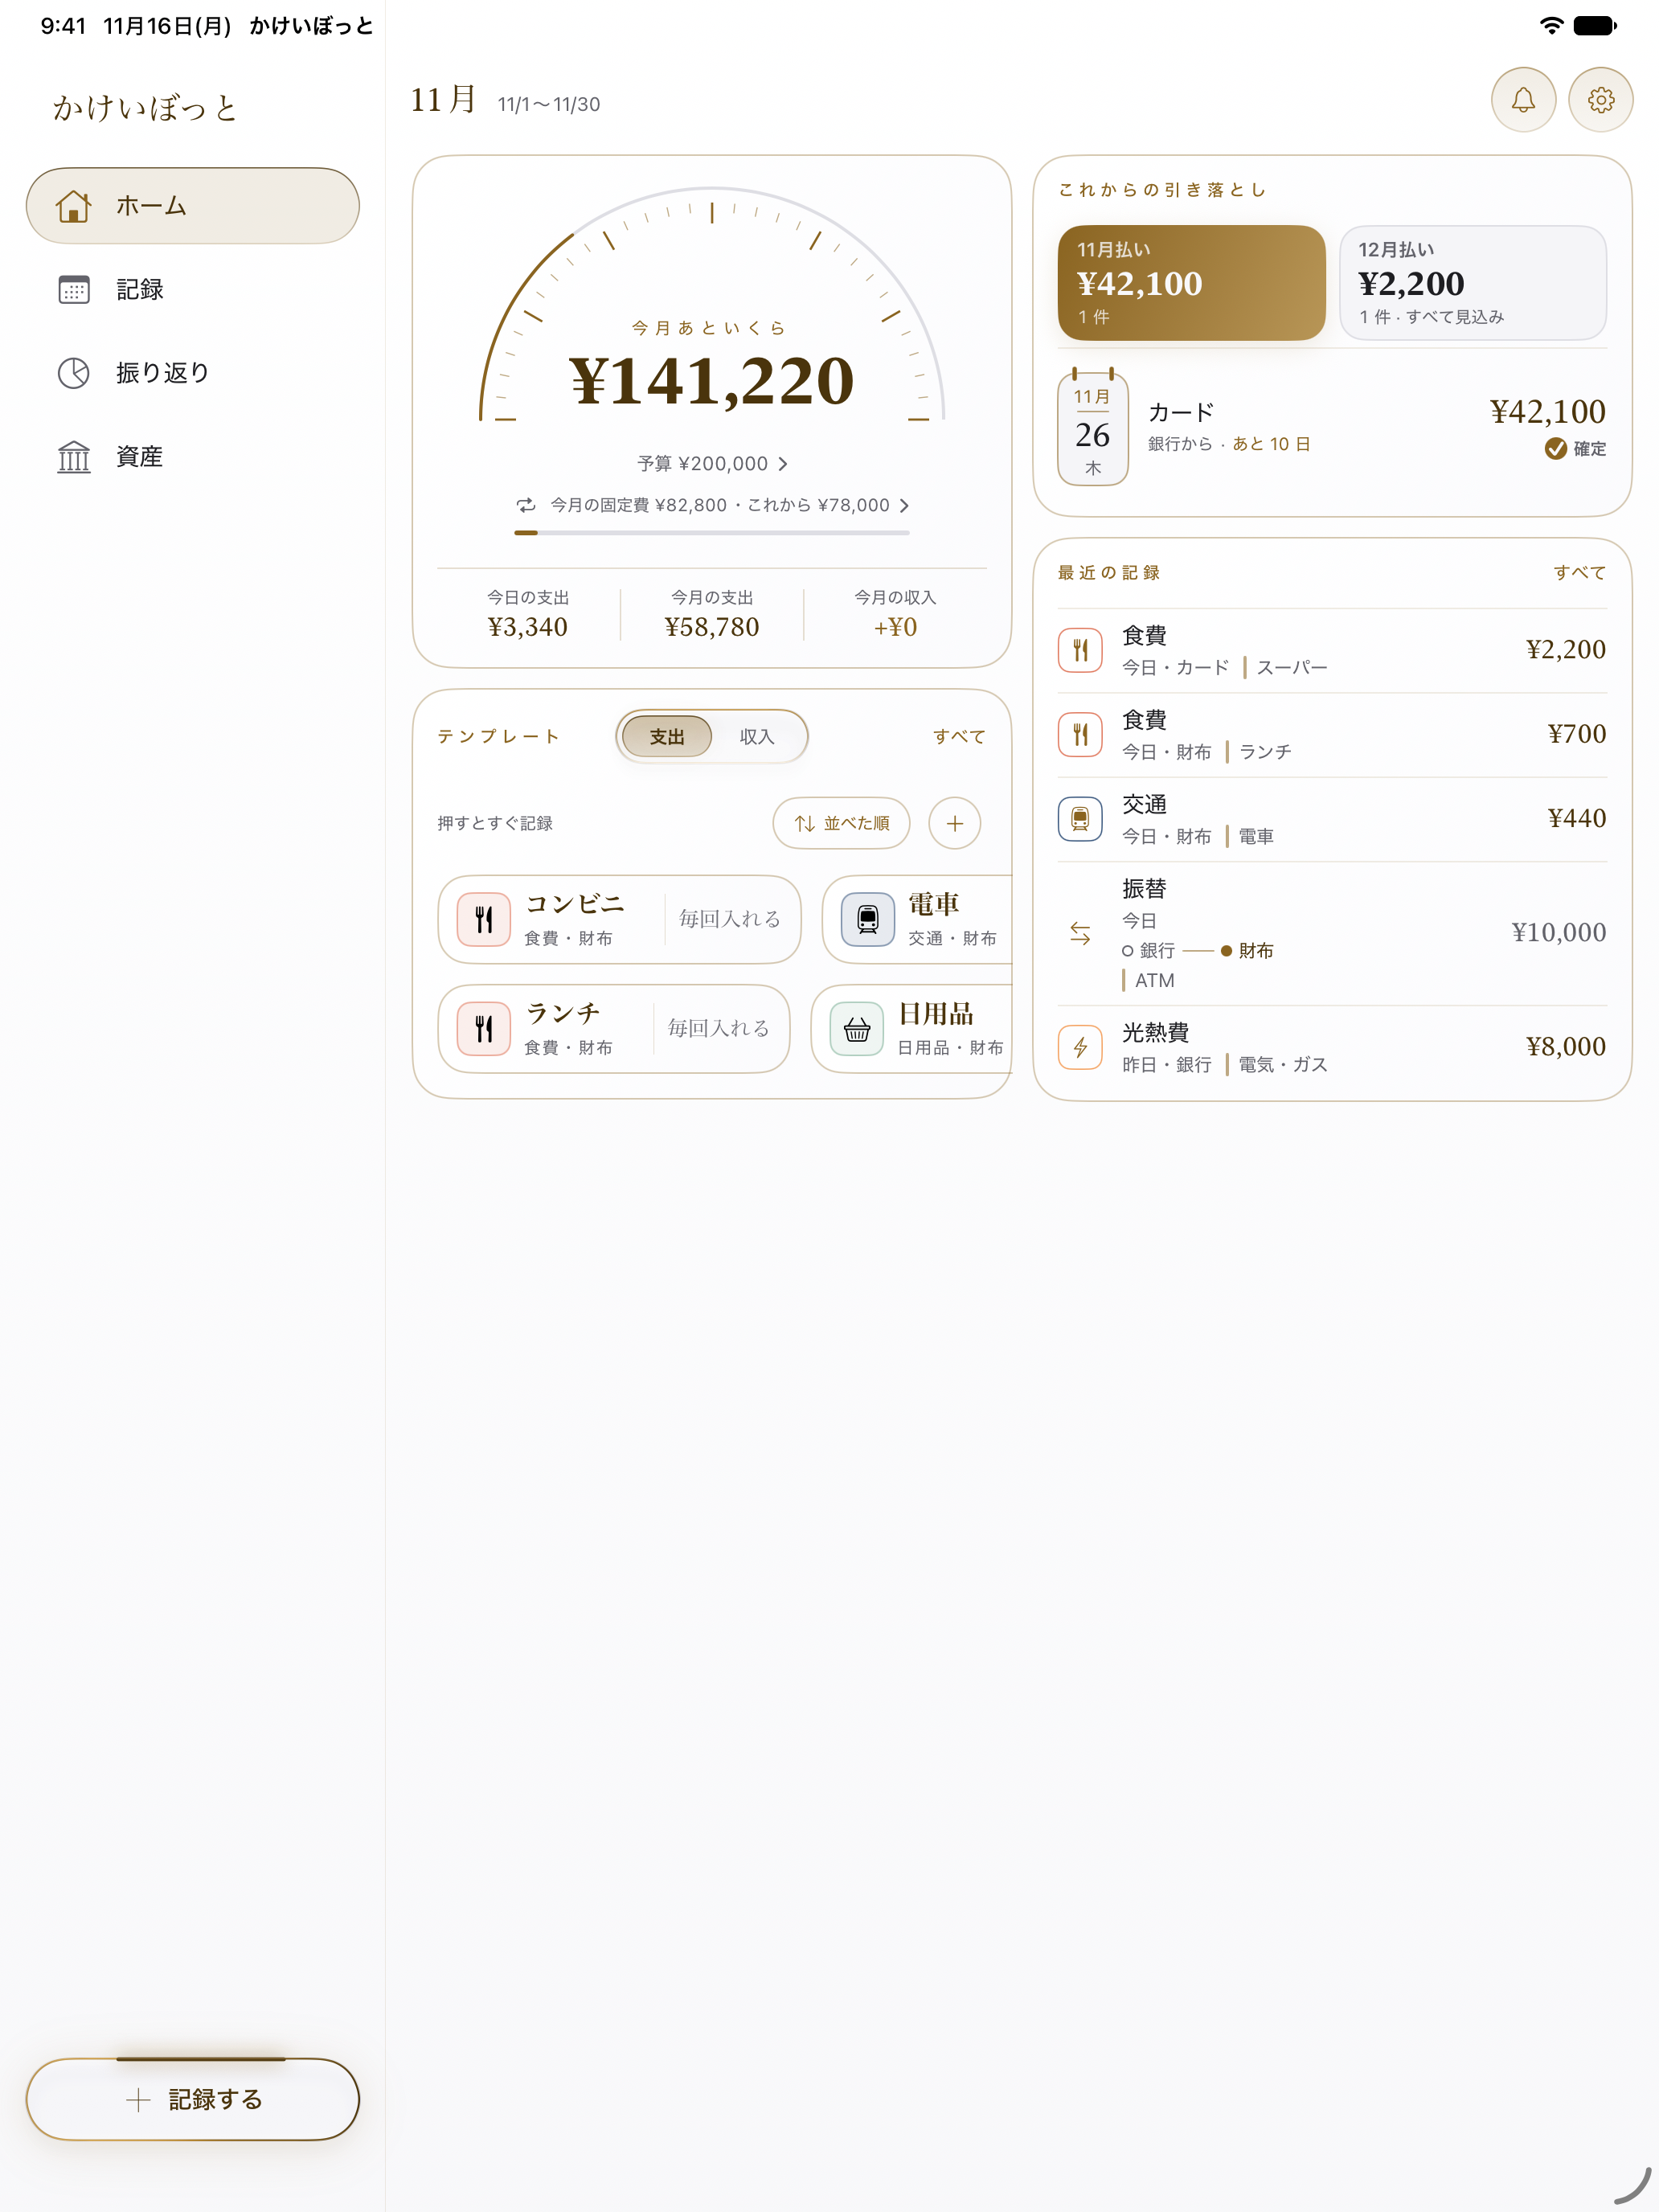 9:41 11月16日(月) かけいぼっと
かけいぼっと
ホーム
記録
振り返り
資産
記録する
11月 11/1〜11/30
今月あといくら
¥141,220
予算 ¥200,000
今月の固定費 ¥82,800・これから ¥78,000
今日の支出 今月の支出 今月の収入
¥3,340 ¥58,780 +¥0
テンプレート 支出 収入 すべて
押すとすぐ記録 並べた順
コンビニ
食費・財布
毎回入れる
電車
交通・財布
ランチ
食費・財布
毎回入れる
日用品
日用品・財布
これからの引き落とし
11月払い
¥42,100
1 件
12月払い
¥2,200
1 件 · すべて見込み
11月
26
木
カード
銀行から · あと 10 日
¥42,100
確定
最近の記録 すべて
食費
今日・カード スーパー
¥2,200
食費
今日・財布 ランチ
¥700
交通
今日・財布 電車
¥440
振替
今日
銀行 財布
ATM
¥10,000
光熱費
昨日・銀行 電気・ガス
¥8,000